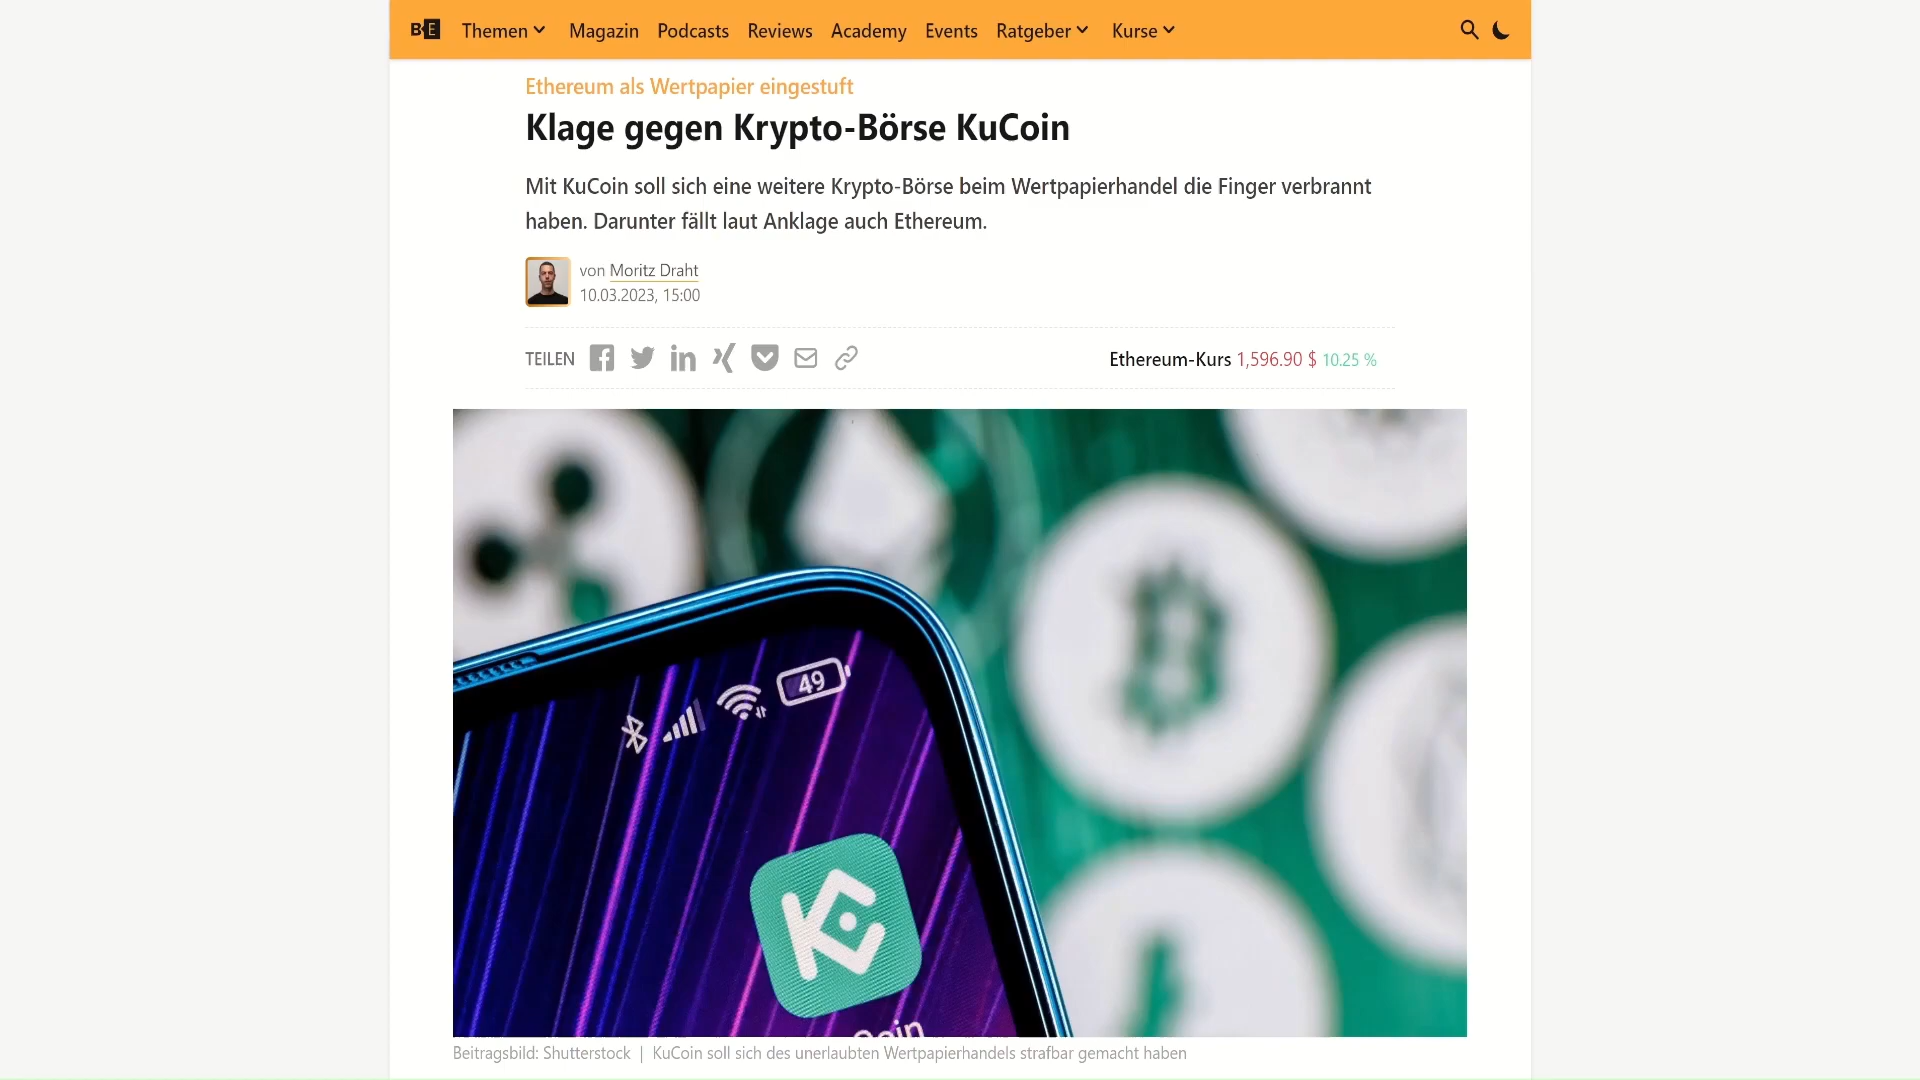 BE Themen Magazin Podcasts Reviews Academy Events Ratgeber Kurse
Ethereum als Wertpapier eingestuft
Klage gegen Krypto-Börse KuCoin
Mit KuCoin soll sich eine weitere Krypto-Börse beim Wertpapierhandel die Finger verbrannt
haben. Darunter fällt laut Anklage auch Ethereum.
von Moritz Draht
10.03.2023, 15:00
TEILEN
Ethereum-Kurs 1,596.90 $ 10.25 %
49
Coin
Beitragsbild: Shutterstock | KuCoin soll sich des unerlaubten Wertpapierhandels strafbar gemacht haben